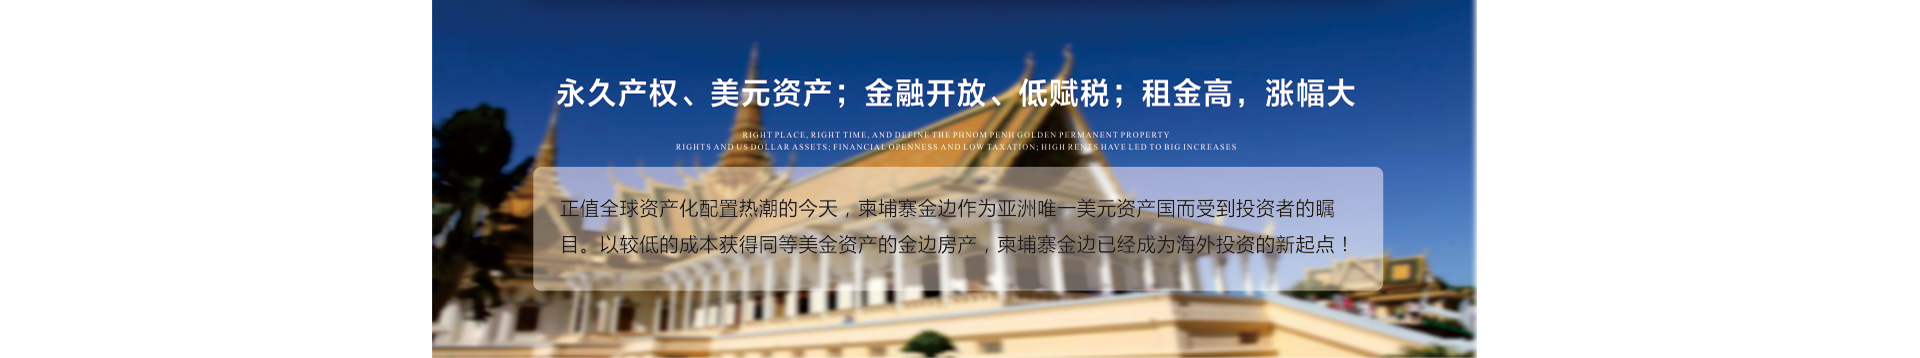 永久产权、美元资产；金融开放、低赋税；租金高，涨幅大
RIGHT PLACE, RIGHT TIME, AND DEFINE THE PHNOM PENH GOLDEN PERMANENT PROPERTY
RIGHTS AND US DOLLAR ASSETS; FINANCIAL OPENNESS AND LOW TAXATION; HIGH RENTS HAVE LED TO BIG INCREASES
正值全球资产化配置热潮的今天，柬埔寨金边作为亚洲唯一美元资产国而受到投资者的瞩
目。以较低的成本获得同等美金资产的金边房产，柬埔寨金边已经成为海外投资的新起点！